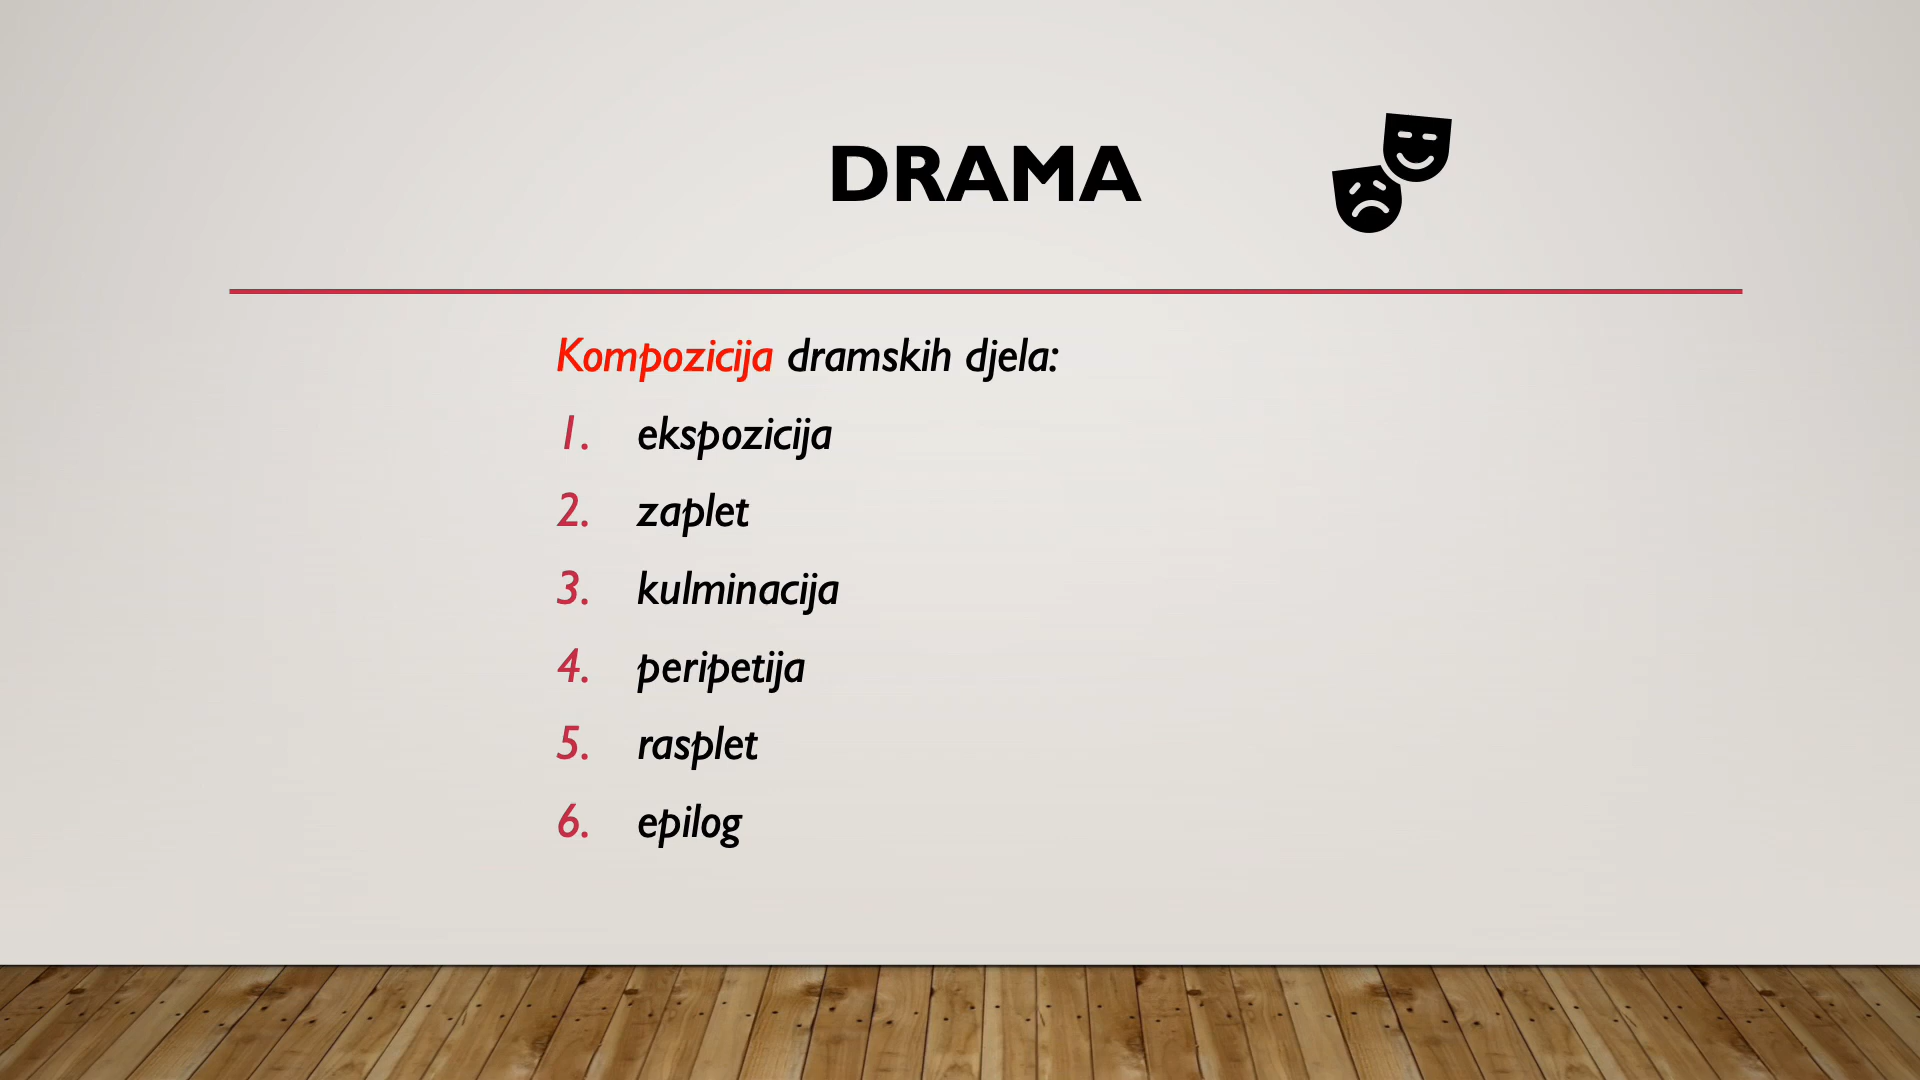 DRAMA
Kompozicija dramskih djela:
1. ekspozicija
2. zaplet
3. kulminacija
4. peripetija
5. rasplet
6. epilog